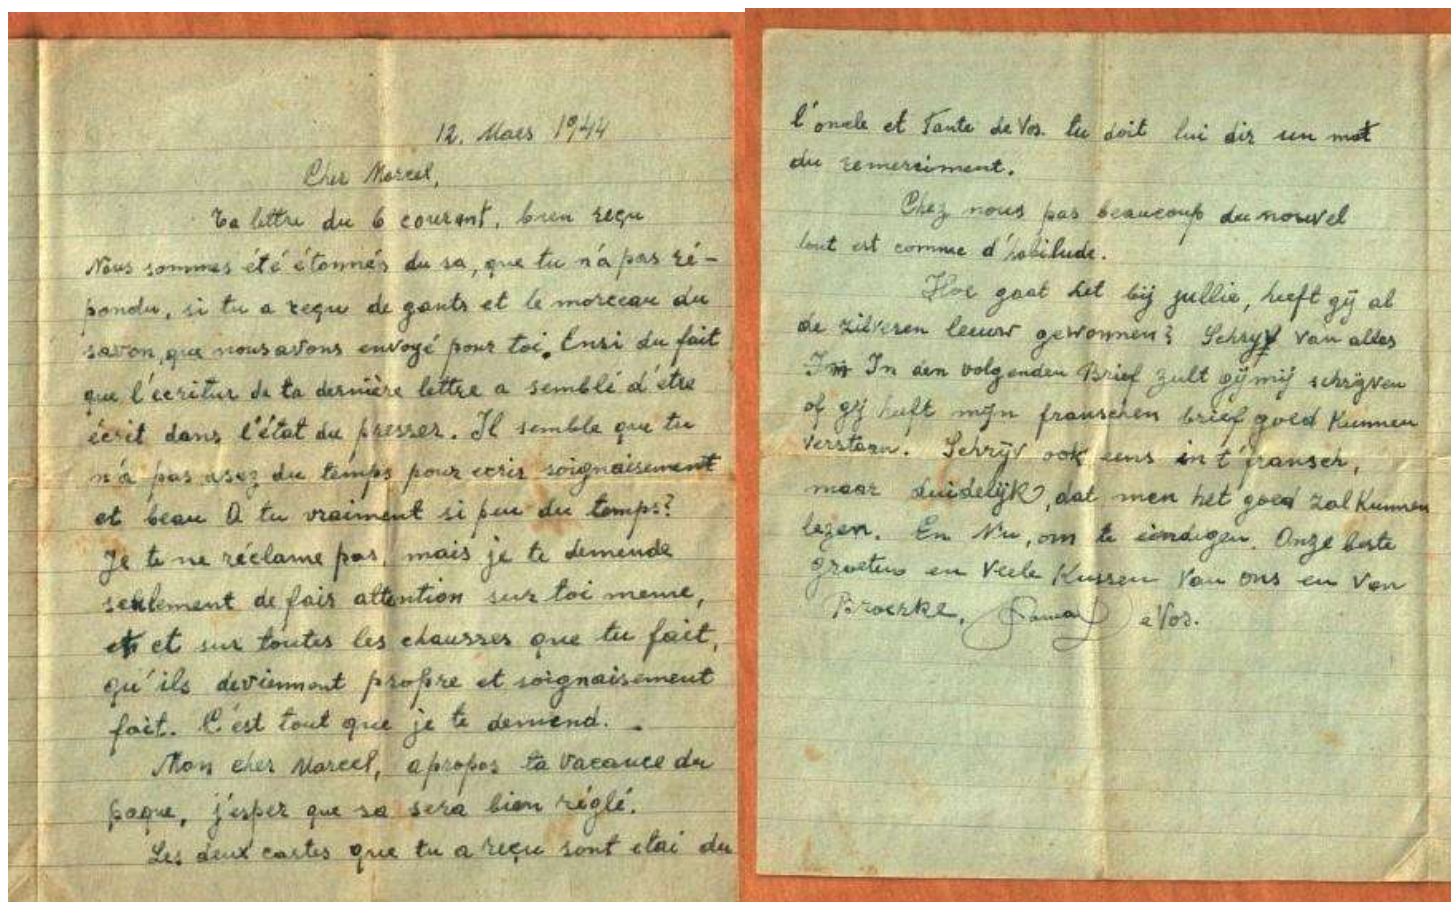 12. Mars 1944
Cher Marcel,
Ta lettre du 6 courant, bien reçu
Nous sommes été étonnés du sa, que tu n'á pas ré-
pondu, si tu a reçu de gants et le morceau du
savon, que nous avons envoyé pour toi. Ensi du fait
que l'écritur de ta dernière lettre a semblé d'étre
écrit dans l'état du presser. Il semble que tu
n'a pas asez du temps pour ecris soignaisement
et beau A tu vraiment si peu du temps?
Je te ne réclame pas, mais je te demende
seulement de fair attention sur toi meme,
et et sur toutes les chausses que tu fait,
qu'ils deviennent propre et soignaisement
fait. C'est tout que je te demend.
Mon cher Marcel, apropos ta vacance du
paque, j'esper que sa sera bien réglé.
Les deux cartes que tu a reçu sont etai du
l'oncle et Tante de Vos. tu doit lui dir un mot
du remerciment.
Chez nous pas beaucoup du nouvel
tout est comme d'habitude.
Hoe gaat het bij jullie, heeft gij al
de zilveren leeuw gewonnen? Schryf van alles
In In den volgenden Brief zult gij mij schrijven
of gij heeft mijn franschen brief goed Kunnen
verstaan. Schrijv ook eens in t'fransch,
maar duidelijk, dat men het goed zal Kunnen
lezen. En Nu, om te eindigen. Onze beste
groeten en Veele Kussen Van ons en Van
Broerke, Mama de Vos.